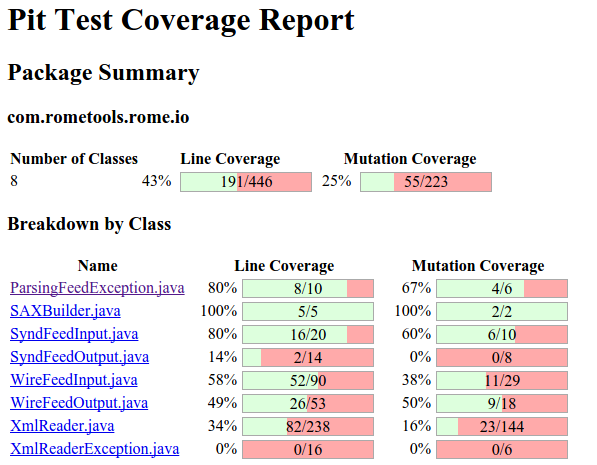 Pit Test Coverage Report
Package Summary
com.rometools.rome.io
Number of Classes Line Coverage Mutation Coverage
8 43% 191/446 25% 55/223
Breakdown by Class
Name Line Coverage Mutation Coverage
ParsingFeedException.java 80% 8/10 67% 4/6
SAXBuilder.java 100% 5/5 100% 2/2
SyndFeedInput.java 80% 16/20 60% 6/10
SyndFeedOutput.java 14% 2/14 0% 0/8
WireFeedInput.java 58% 52/90 38% 11/29
WireFeedOutput.java 49% 26/53 50% 9/18
XmlReader.java 34% 82/238 16% 23/144
XmlReaderException.java 0% 0/16 0% 0/6